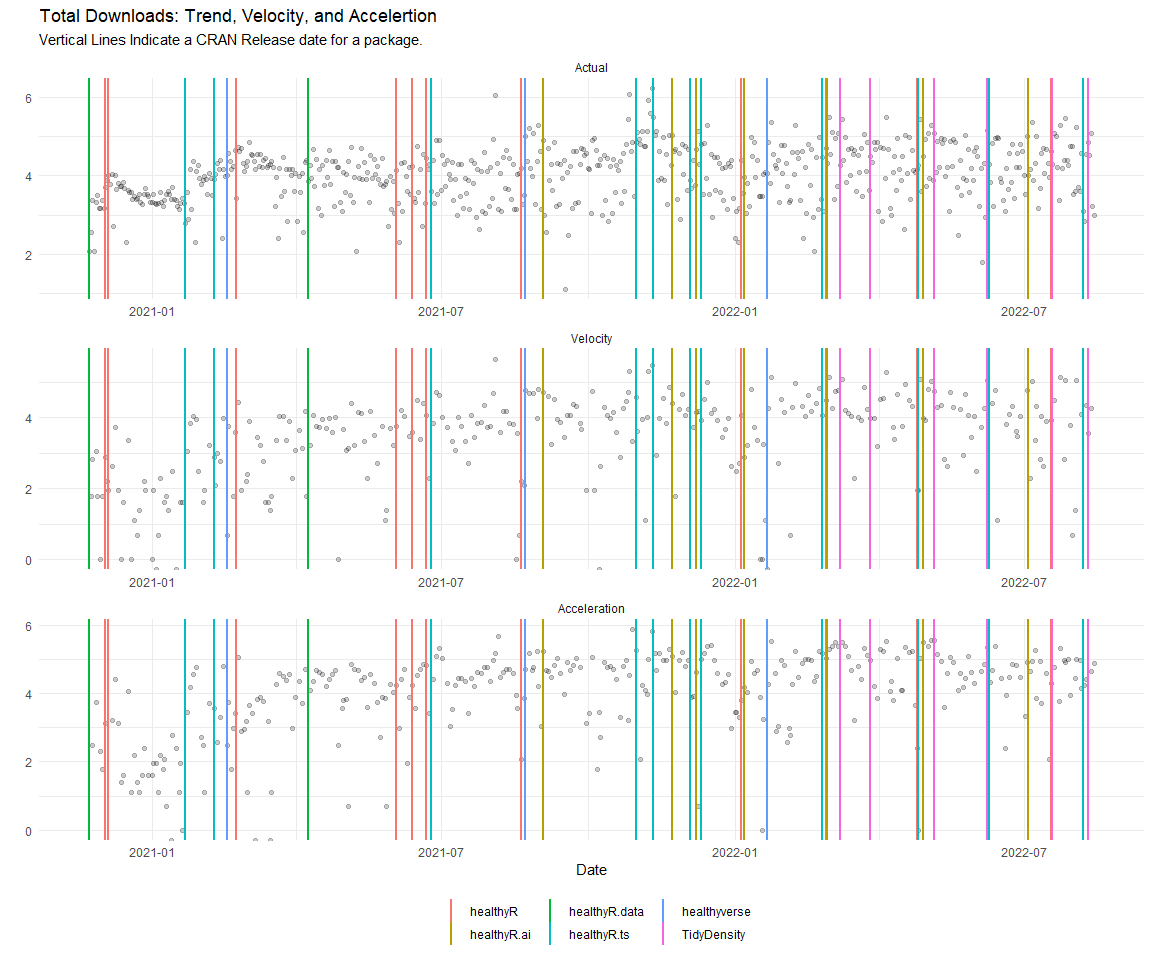 Total Downloads: Trend, Velocity, and Accelertion
Vertical Lines Indicate a CRAN Release date for a package.
Actual
6
4
2
2021-01 2021-07 2022-01 2022-07
Velocity
4
2
0
2021-01 2021-07 2022-01 2022-07
Acceleration
6
4
2
0
2021-01 2021-07 2022-01 2022-07
Date
healthyR healthyR.data healthyverse
healthyR.ai healthyR.ts TidyDensity